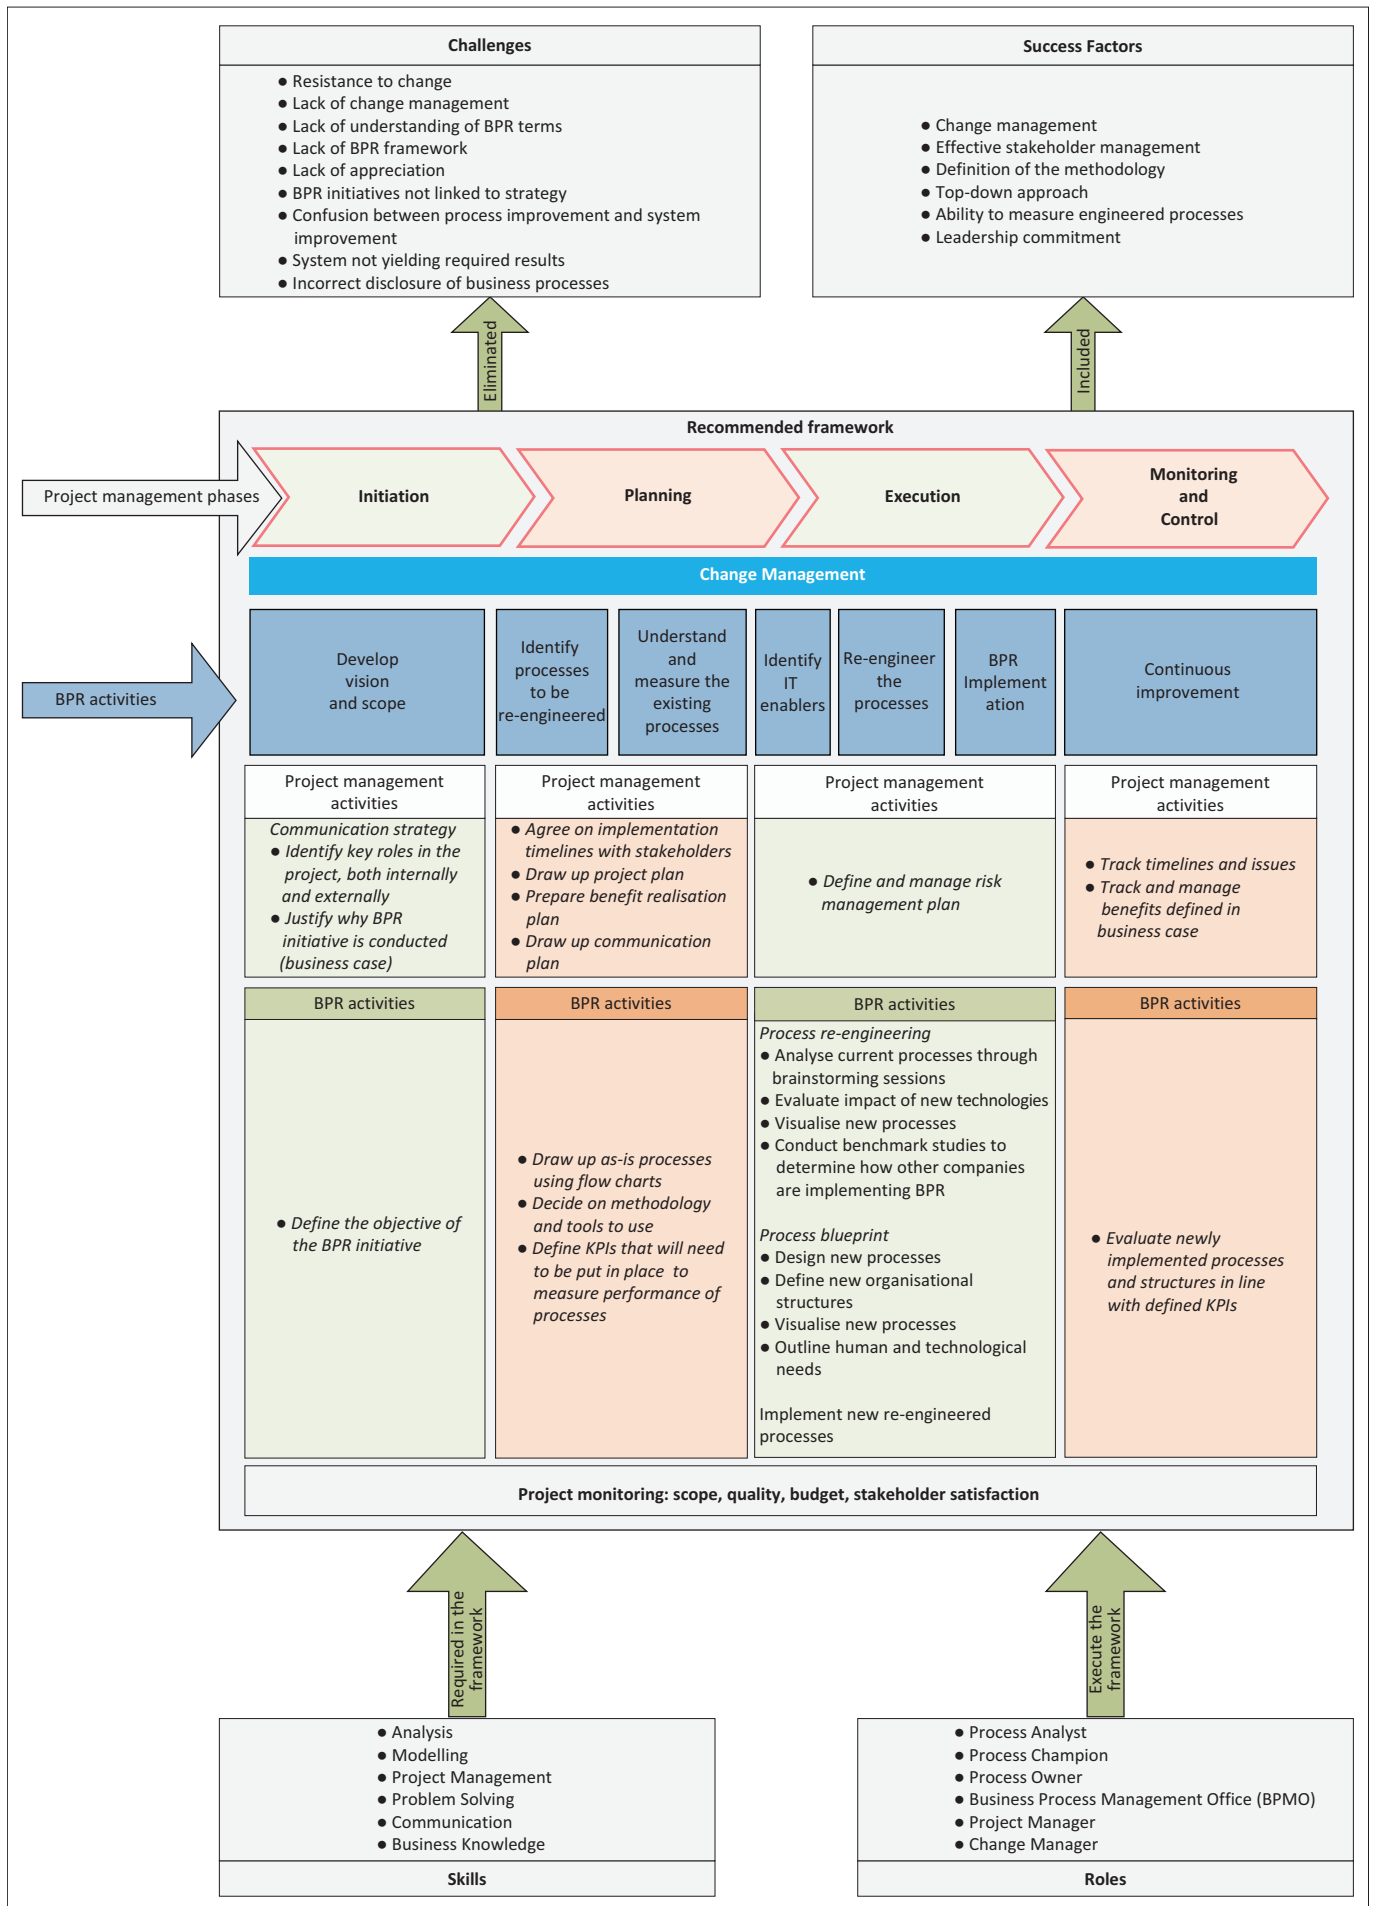 Challenges
● Resistance to change
● Lack of change management
● Lack of understanding of BPR terms
● Lack of BPR framework
● Lack of appreciation
● BPR initiatives not linked to strategy
● Confusion between process improvement and system
improvement
● System not yielding required results
● Incorrect disclosure of business processes
Success Factors
● Change management
● Effective stakeholder management
● Definition of the methodology
● Top-down approach
● Ability to measure engineered processes
● Leadership commitment
Eliminated
Included
Recommended framework
Project management phases
Initiation
Planning
Execution
Monitoring
and
Control
Change Management
BPR activities
Develop
vision
and scope
Identify
processes
to be
re-engineered
Understand
and
measure the
existing
processes
Identify
IT
enablers
Re-engineer
the
processes
BPR
Implement
ation
Continuous
improvement
Project management
activities
Communication strategy
● Identify key roles in the
project, both internally
and externally
● Justify why BPR
initiative is conducted
(business case)
Project management
activities
● Agree on implementation
timelines with stakeholders
● Draw up project plan
● Prepare benefit realisation
plan
● Draw up communication
plan
Project management
activities
● Define and manage risk
management plan
Project management
activities
● Track timelines and issues
● Track and manage
benefits defined in
business case
BPR activities
● Define the objective of
the BPR initiative
BPR activities
● Draw up as-is processes
using flow charts
● Decide on methodology
and tools to use
● Define KPIs that will need
to be put in place to
measure performance of
processes
BPR activities
Process re-engineering
● Analyse current processes through
brainstorming sessions
● Evaluate impact of new technologies
● Visualise new processes
● Conduct benchmark studies to
determine how other companies
are implementing BPR
Process blueprint
● Design new processes
● Define new organisational
structures
● Visualise new processes
● Outline human and technological
needs
Implement new re-engineered
processes
BPR activities
● Evaluate newly
implemented processes
and structures in line
with defined KPIs
Project monitoring: scope, quality, budget, stakeholder satisfaction
Required in the
framework
Execute the
framework
● Analysis
● Modelling
● Project Management
● Problem Solving
● Communication
● Business Knowledge
Skills
● Process Analyst
● Process Champion
● Process Owner
● Business Process Management Office (BPMO)
● Project Manager
● Change Manager
Roles